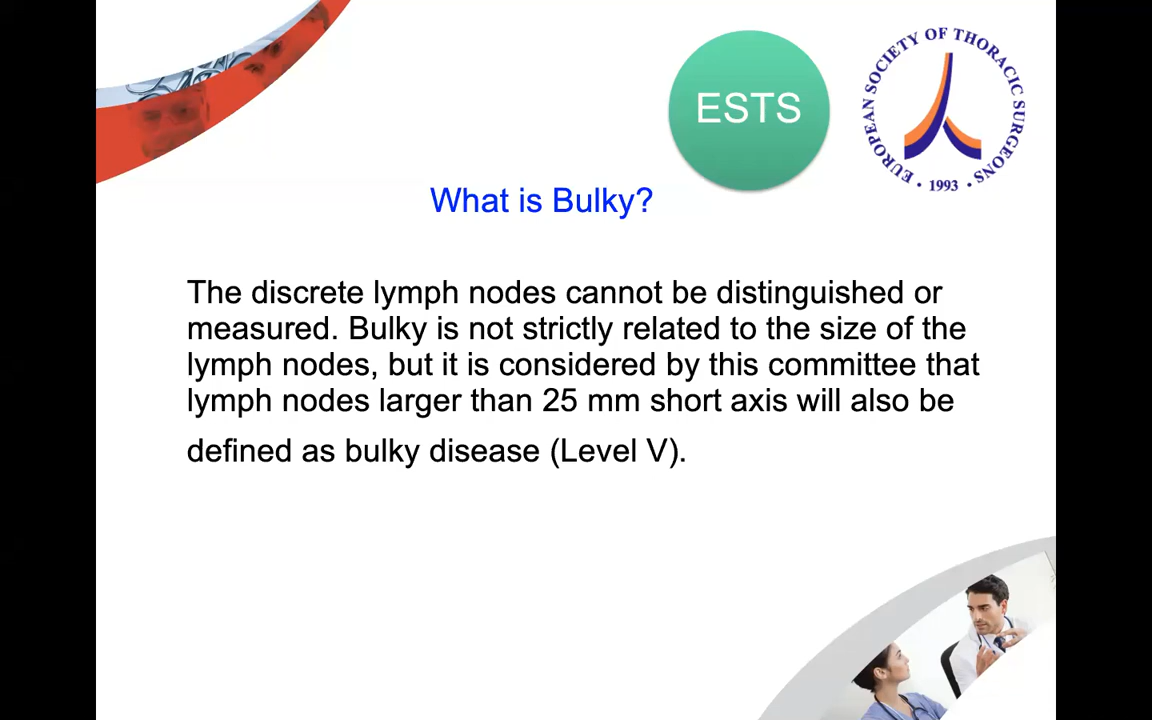 ESTS
EUROPEAN SOCIETY OF THORACIC SURGEONS
• 1993 •
What is Bulky?
The discrete lymph nodes cannot be distinguished or
measured. Bulky is not strictly related to the size of the
lymph nodes, but it is considered by this committee that
lymph nodes larger than 25 mm short axis will also be
defined as bulky disease (Level V).